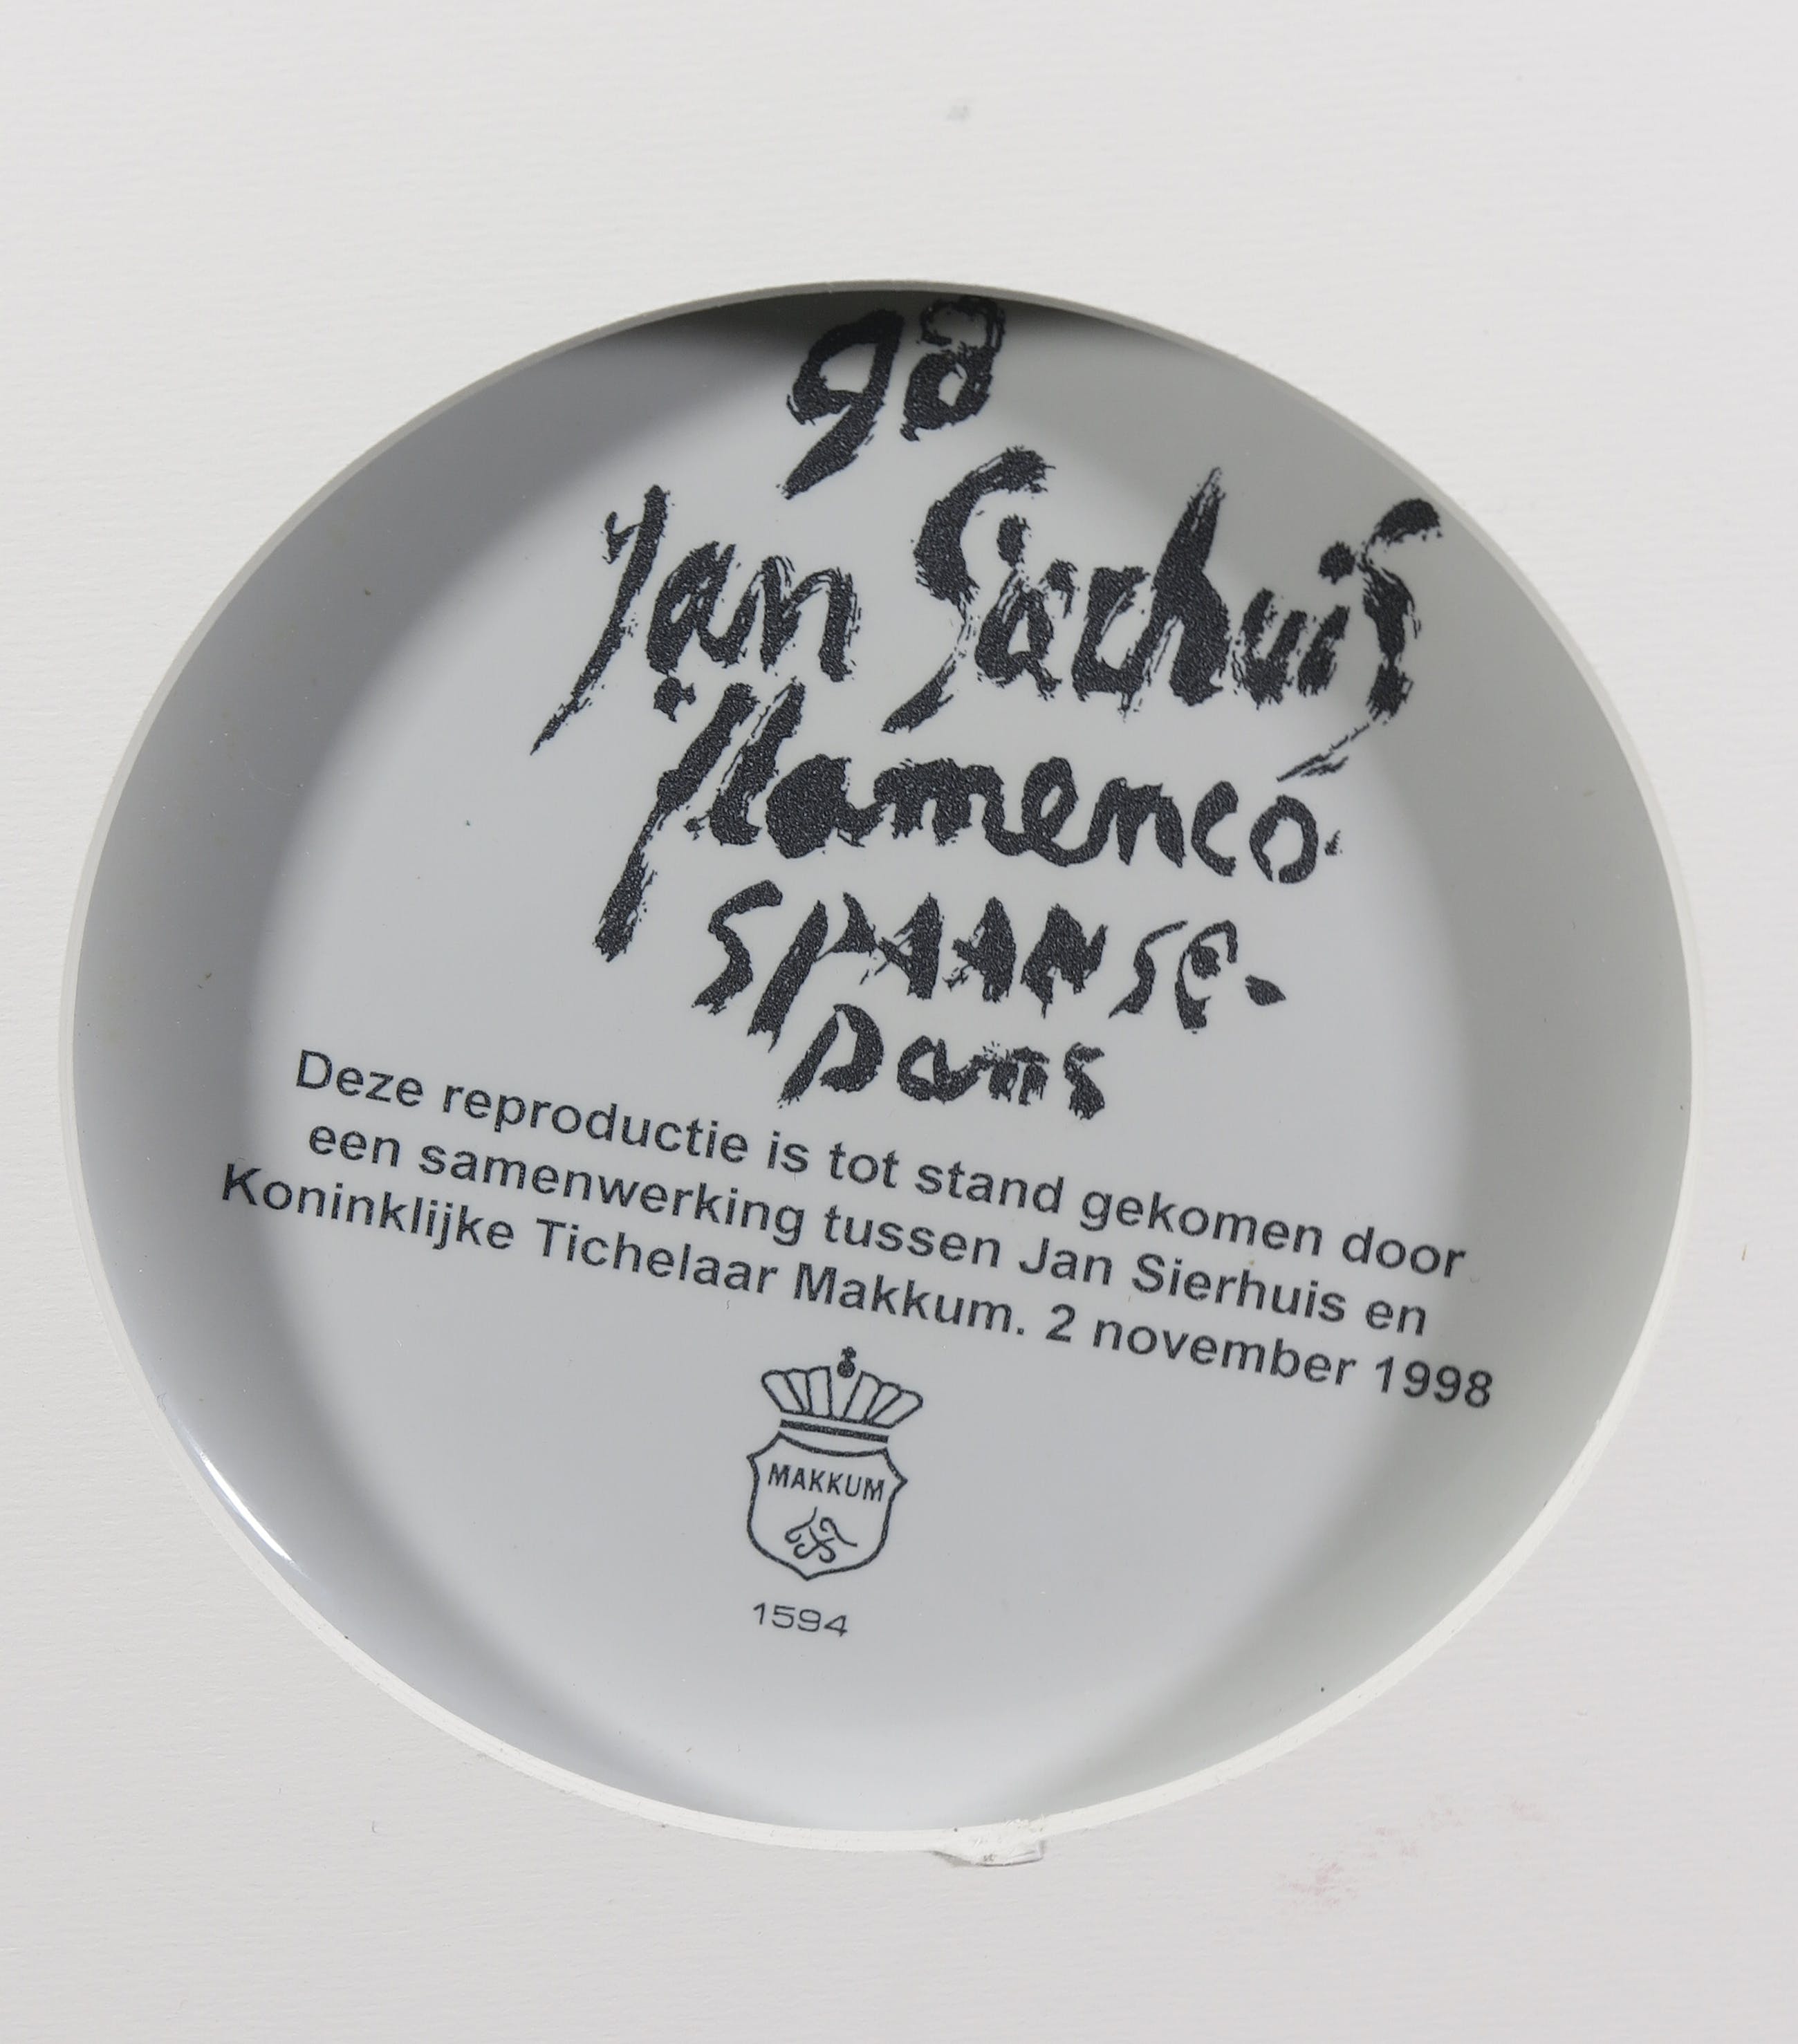 98
Jan Sierhuis
flamenco
SPAANSE-
Dans
Deze reproductie is tot stand gekomen door
een samenwerking tussen Jan Sierhuis en
Koninklijke Tichelaar Makkum. 2 november 1998
MAKKUM
1594